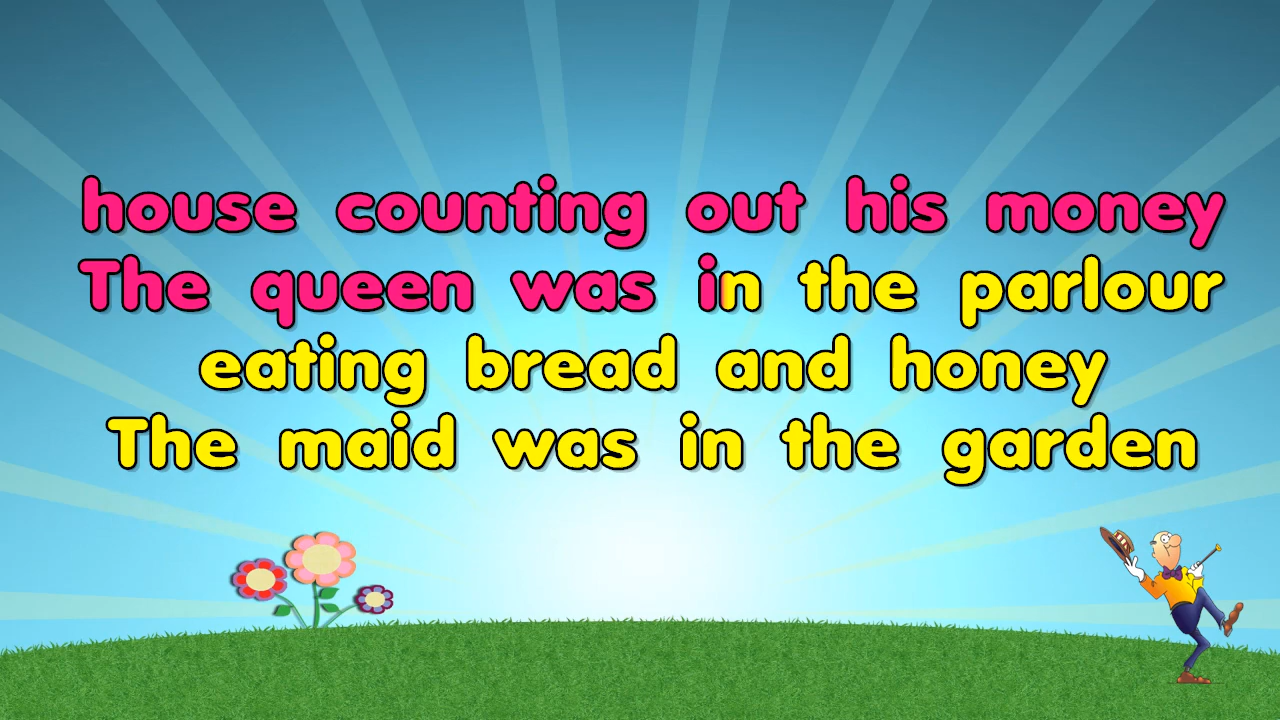 house counting out his money
The queen was in the parlour
eating bread and honey
The maid was in the garden